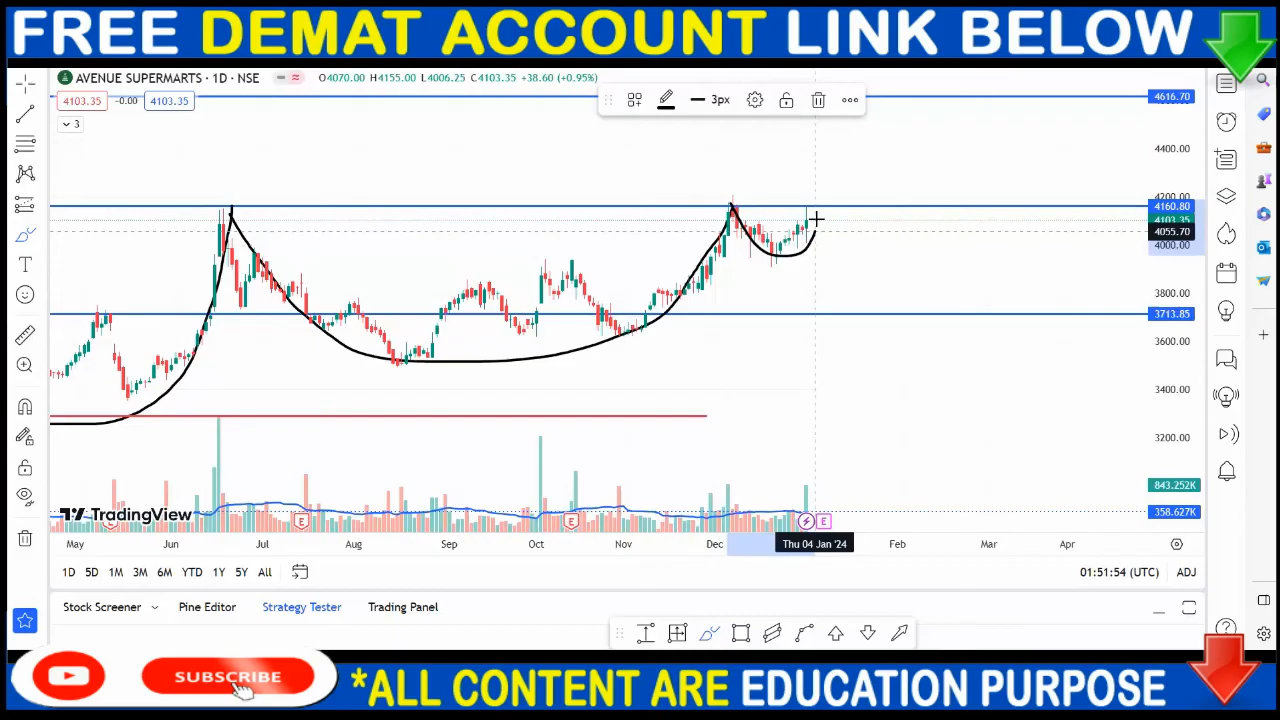 FREE DEMAT ACCOUNT LINK BELOW
AVENUE SUPERMARTS · 1D · NSE
O4070.00 H4155.00 L4006.25 C4103.35 +38.60 (+0.95%)
4103.35 -0.00 4103.35
3px
3
4616.70
4400.00
4200.00
4160.80
4103.35
4055.70
4000.00
3800.00
3713.85
3600.00
3400.00
3200.00
843.252K
358.627K
TradingView
E E E
May Jun Jul Aug Sep Oct Nov Dec Thu 04 Jan '24 Feb Mar Apr
1D 5D 1M 3M 6M YTD 1Y 5Y All
01:51:54 (UTC) ADJ
Stock Screener Pine Editor Strategy Tester Trading Panel
SUBSCRIBE
*ALL CONTENT ARE EDUCATION PURPOSE